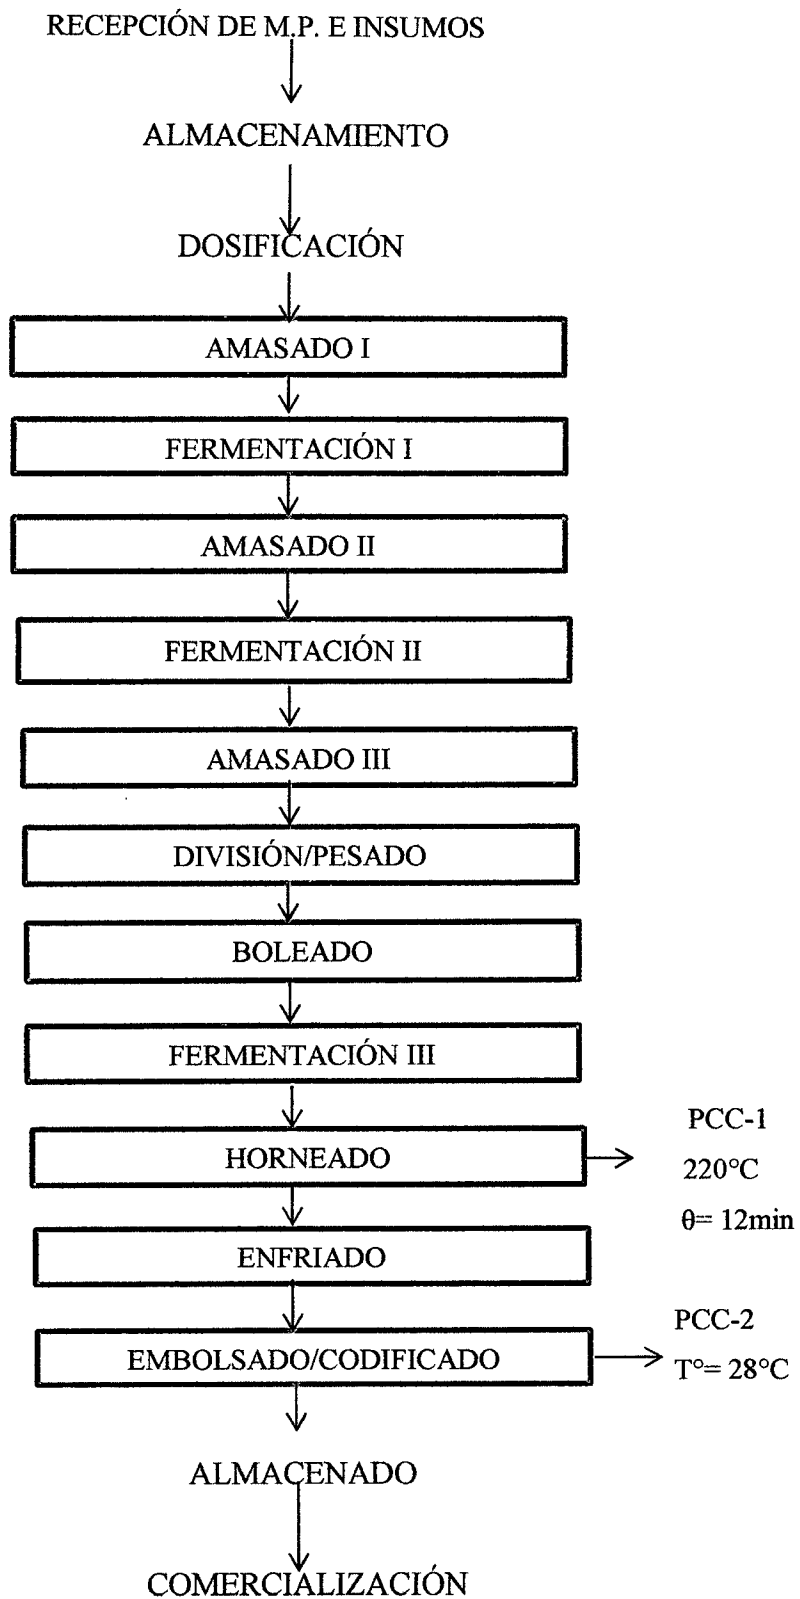 RECEPCIÓN DE M.P. E INSUMOS
ALMACENAMIENTO
DOSIFICACIÓN
AMASADO I
FERMENTACIÓN I
AMASADO II
FERMENTACIÓN II
AMASADO III
DIVISIÓN/PESADO
BOLEADO
FERMENTACIÓN III
HORNEADO
PCC-1
220°C
θ= 12min
ENFRIADO
EMBOLSADO/CODIFICADO
PCC-2
T°= 28°C
ALMACENADO
COMERCIALIZACIÓN